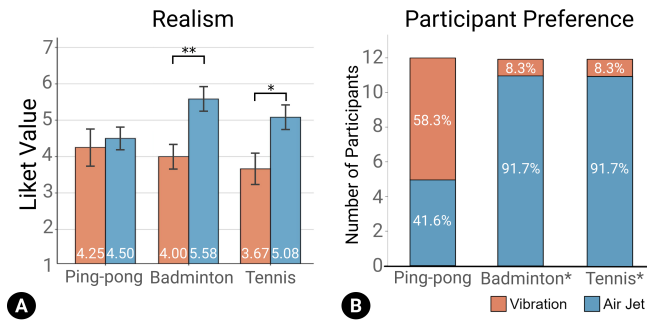 Realism
Liket Value
7
6
5
4
3
2
1
**
*
4.25 4.50 4.00 5.58 3.67 5.08
Ping-pong Badminton Tennis
A
Participant Preference
Number of Participants
12
10
8
6
4
2
0
8.3% 8.3%
58.3%
91.7% 91.7%
41.6%
Ping-pong Badminton* Tennis*
B
Vibration Air Jet